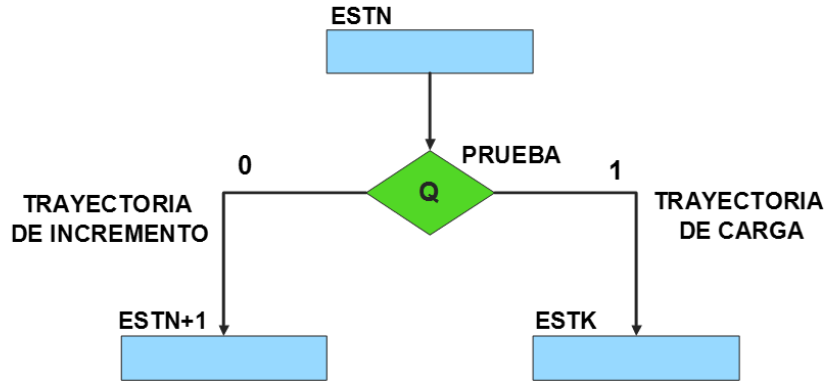 ESTN
PRUEBA
0
1
Q
TRAYECTORIA
DE INCREMENTO
TRAYECTORIA
DE CARGA
ESTN+1
ESTK